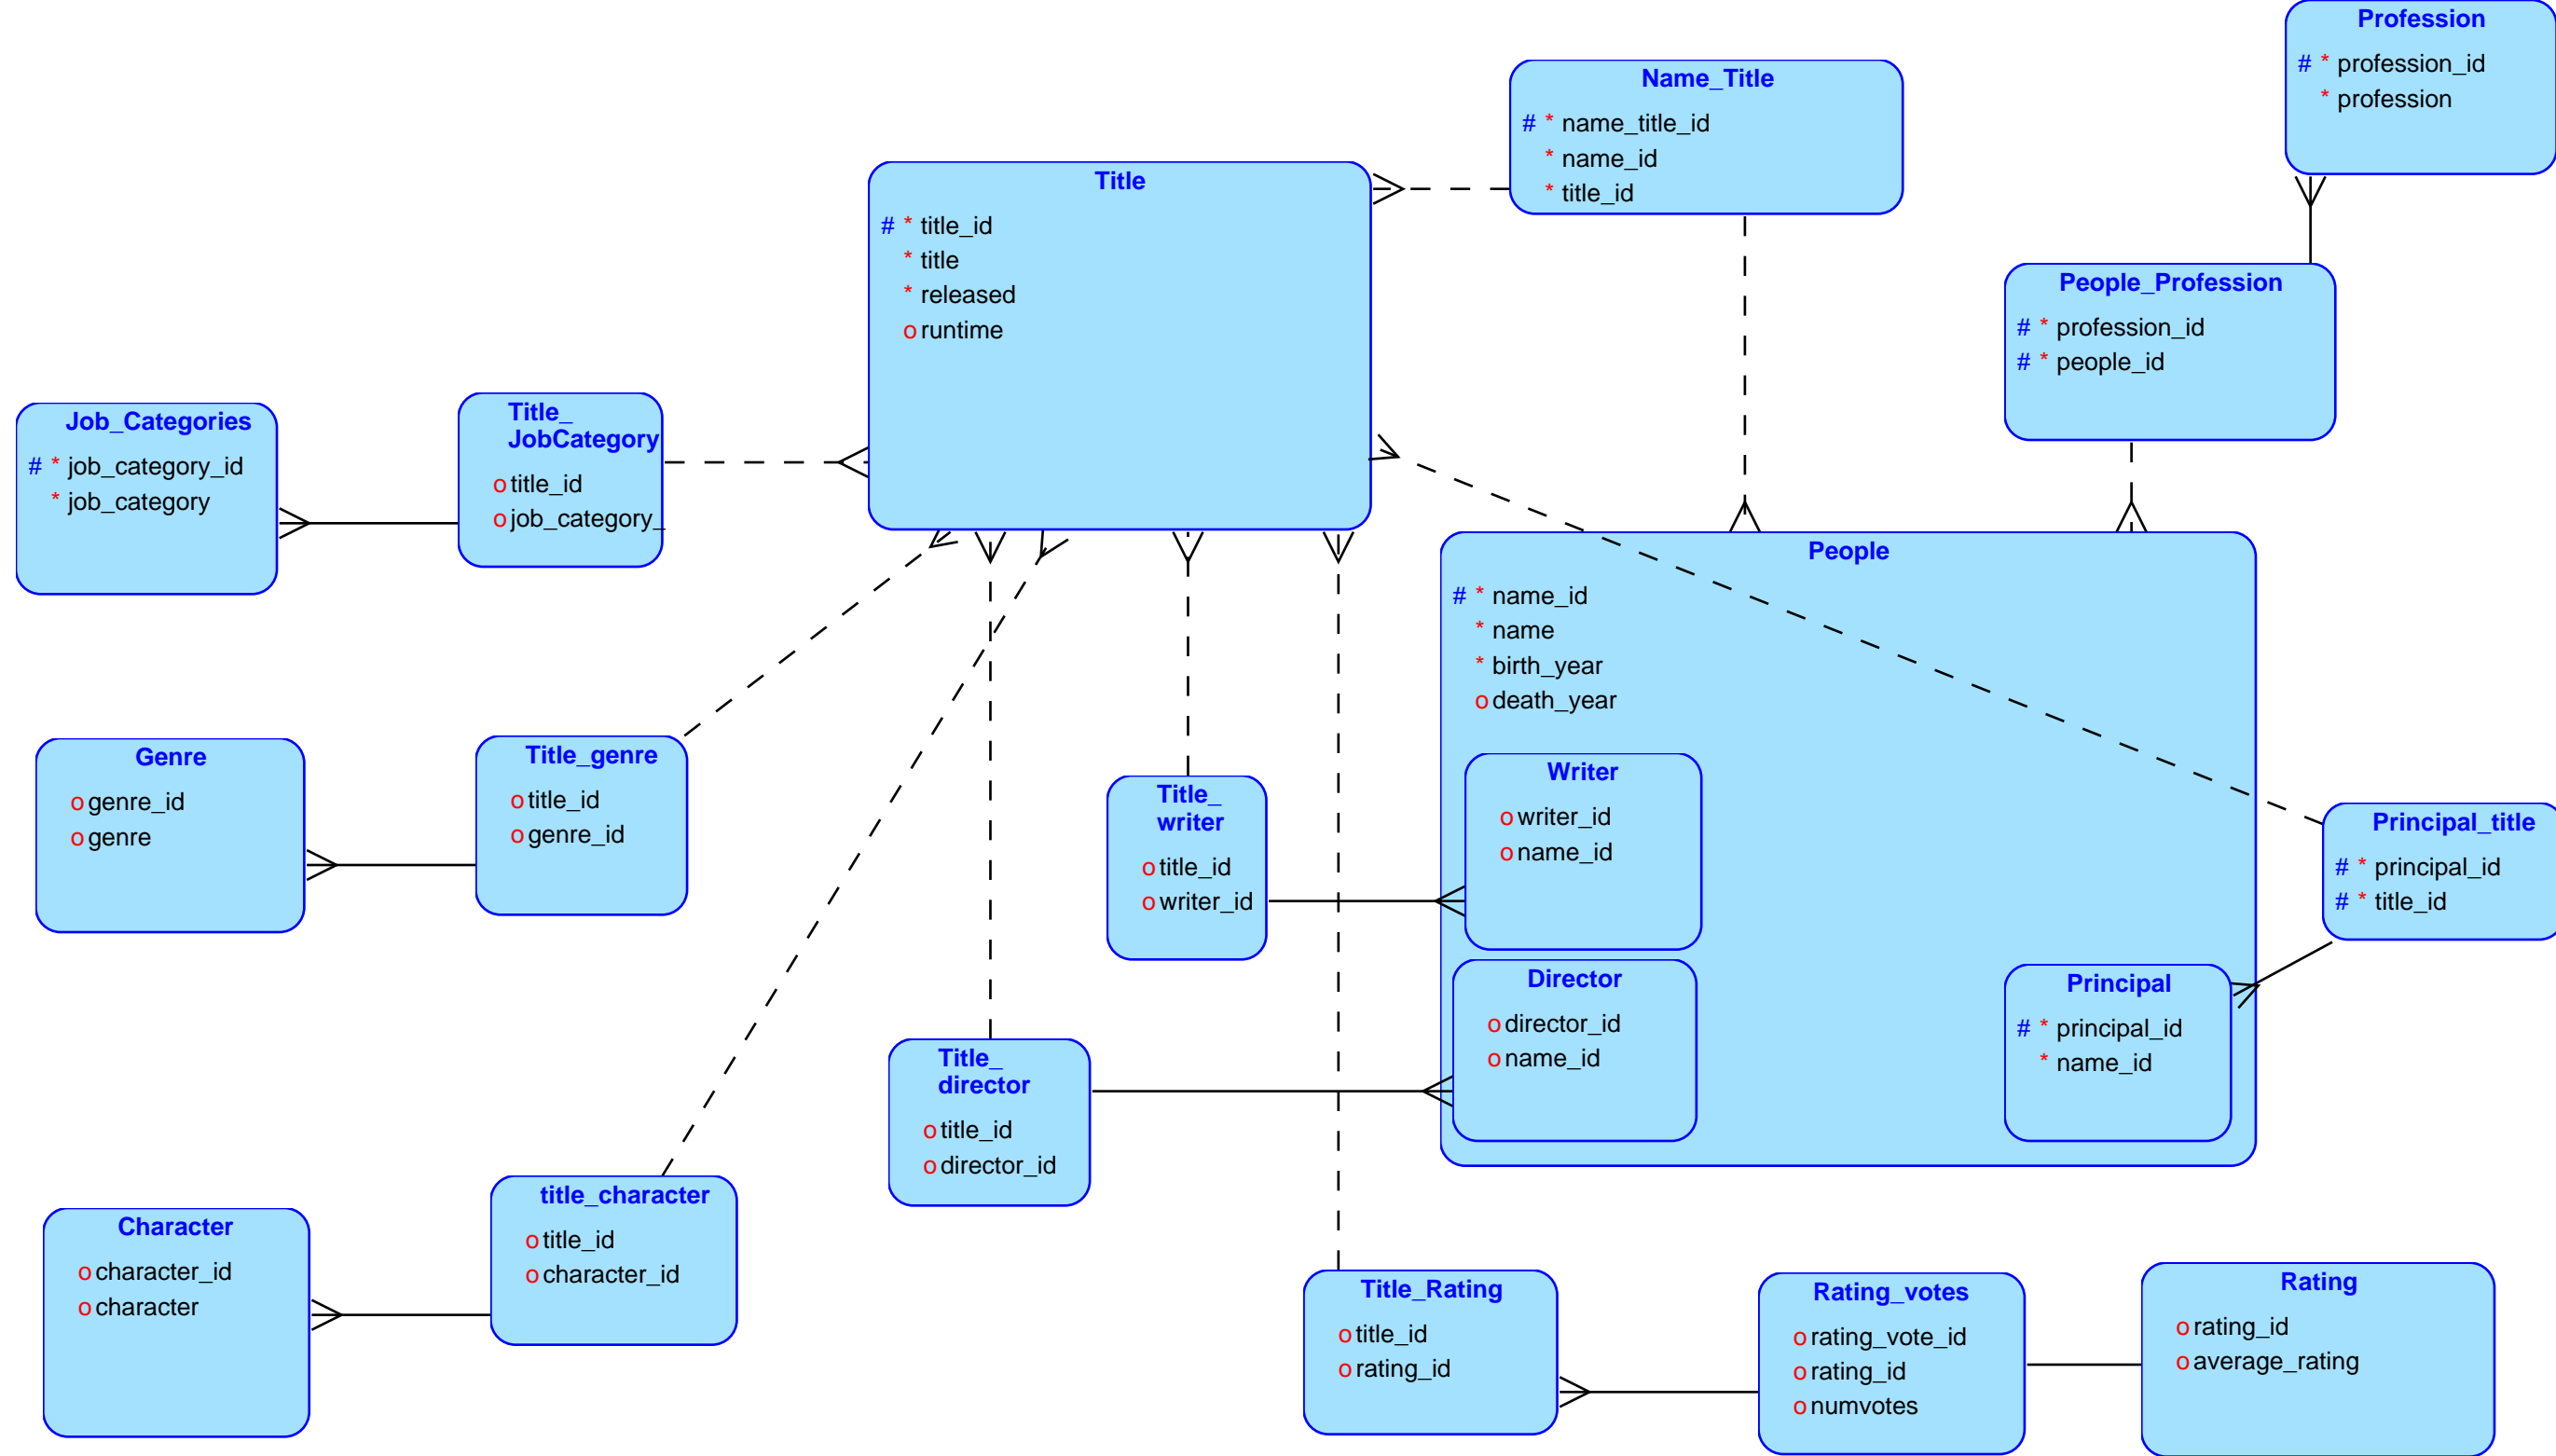 Profession
# * profession_id
* profession
Name_Title
# * name_title_id
* name_id
* title_id
Title
# * title_id
* title
* released
o runtime
People_Profession
# * profession_id
# * people_id
Job_Categories
# * job_category_id
* job_category
Title_
JobCategory
o title_id
o job_category_
People
# * name_id
* name
* birth_year
o death_year
Genre
o genre_id
o genre
Title_genre
o title_id
o genre_id
Title_
writer
o title_id
o writer_id
Writer
o writer_id
o name_id
Principal_title
# * principal_id
# * title_id
Director
o director_id
o name_id
Principal
# * principal_id
* name_id
Title_
director
o title_id
o director_id
Character
o character_id
o character
title_character
o title_id
o character_id
Title_Rating
o title_id
o rating_id
Rating_votes
o rating_vote_id
o rating_id
o numvotes
Rating
o rating_id
o average_rating